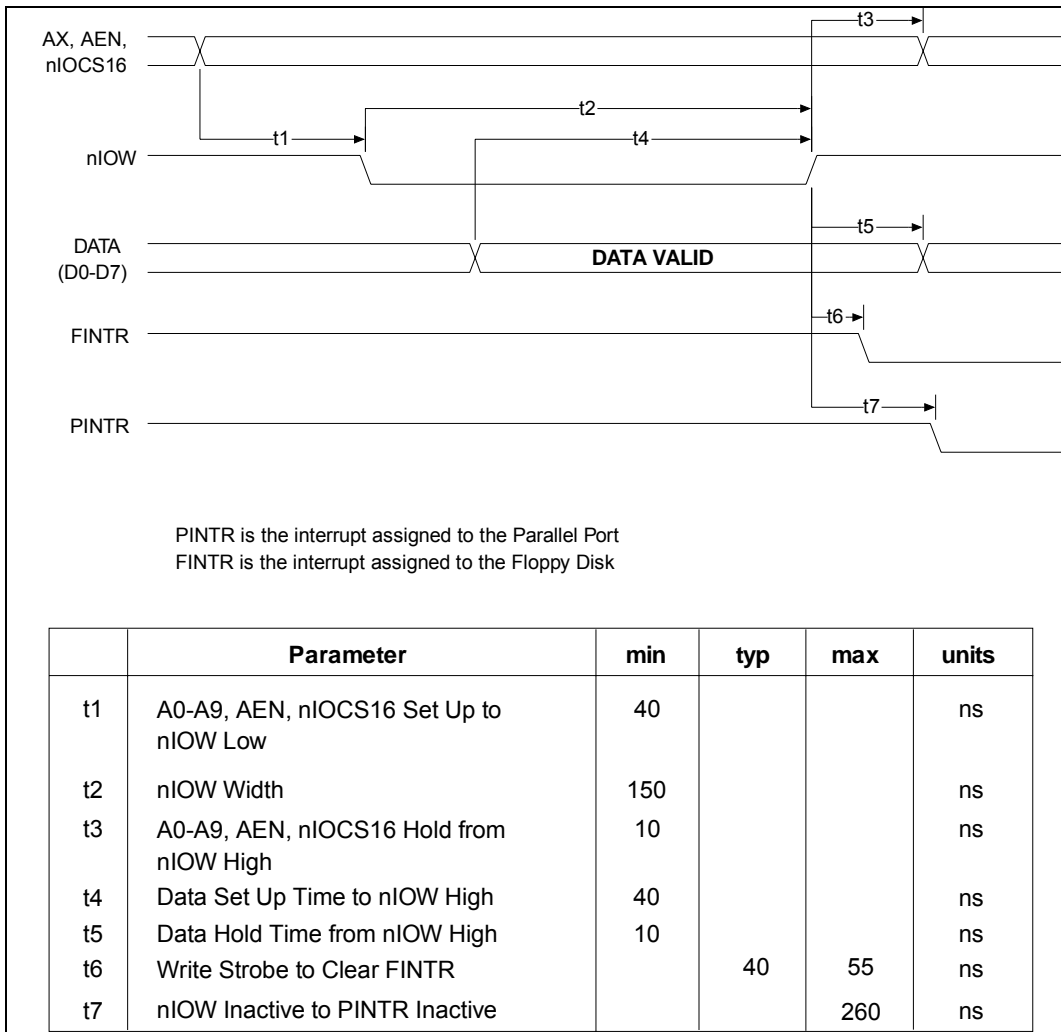 t3
AX, AEN,
nIOCS16
t2
t1
t4
nIOW
t5
DATA
(D0-D7)
DATA VALID
t6
FINTR
t7
PINTR
PINTR is the interrupt assigned to the Parallel Port
FINTR is the interrupt assigned to the Floppy Disk
Parameter min typ max units
t1 A0-A9, AEN, nIOCS16 Set Up to 40 ns
nIOW Low
t2 nIOW Width 150 ns
t3 A0-A9, AEN, nIOCS16 Hold from 10 ns
nIOW High
t4 Data Set Up Time to nIOW High 40 ns
t5 Data Hold Time from nIOW High 10 ns
t6 Write Strobe to Clear FINTR 40 55 ns
t7 nIOW Inactive to PINTR Inactive 260 ns